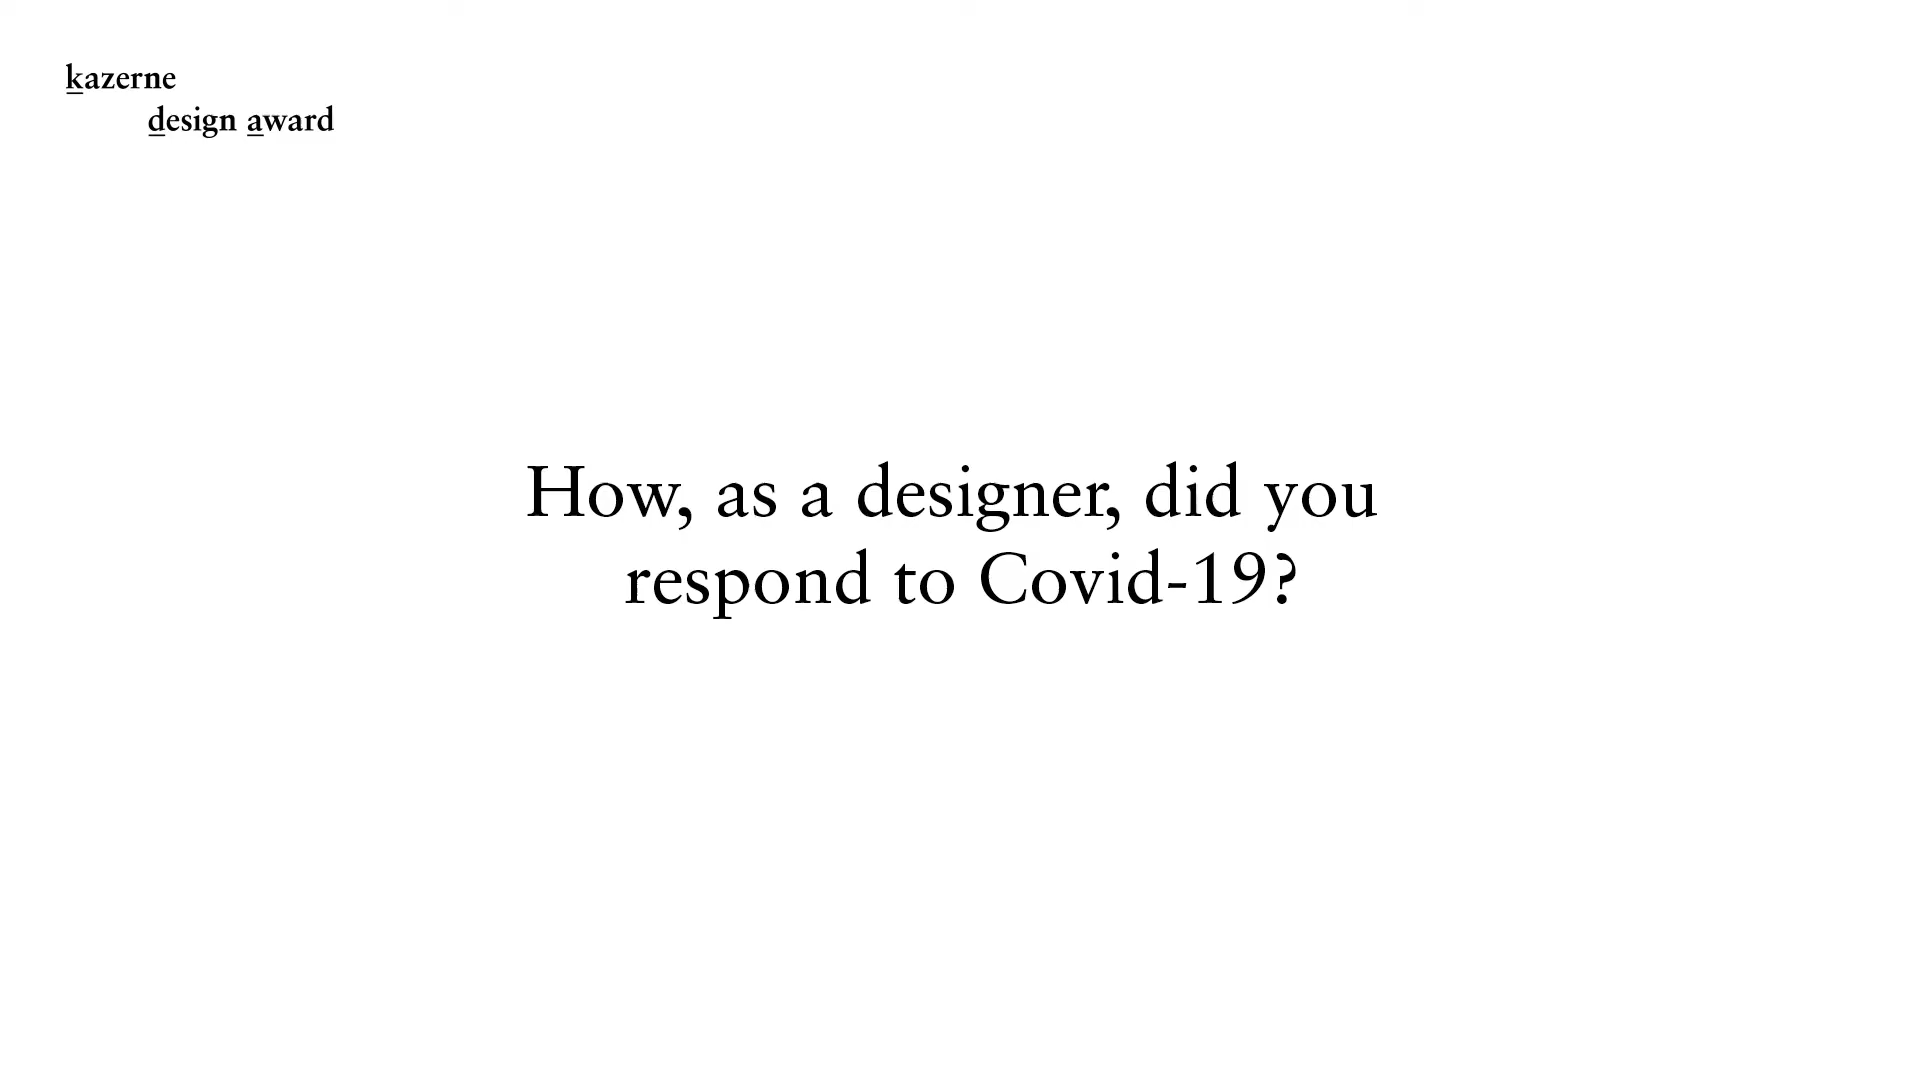 kazerne
design award
How, as a designer, did you
respond to Covid-19?